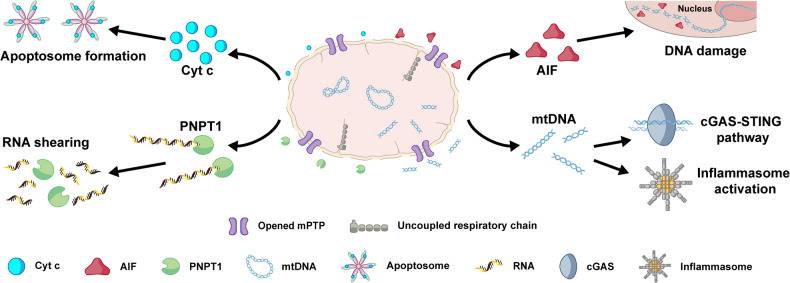 Nucleus
Apoptosome formation
Cyt c
AIF
DNA damage
PNPT1
mtDNA
RNA shearing
cGAS-STING
pathway
Inflammasome
activation
Opened mPTP
Uncoupled respiratory chain
Cyt c
AIF
PNPT1
mtDNA
Apoptosome
RNA
cGAS
Inflammasome